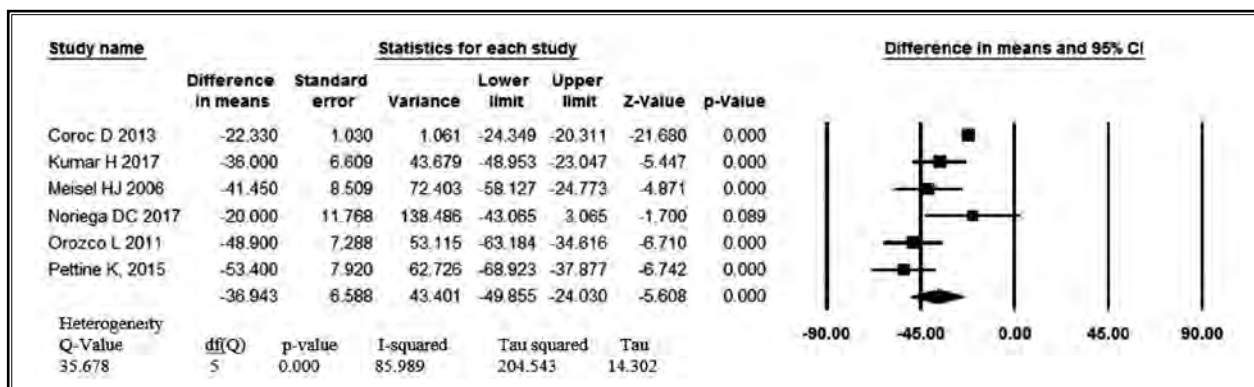 Study name Statistics for each study Difference in means and 95% CI
Difference Standard Lower Upper
in means error Variance limit limit Z-Value p-Value
Coroc D 2013 -22.330 1.030 1.061 -24.349 -20.311 -21.680 0.000
Kumar H 2017 -36.000 6.609 43.679 -48.953 -23.047 -5.447 0.000
Meisel HJ 2006 -41.450 8.509 72.403 -58.127 -24.773 -4.871 0.000
Noriega DC 2017 -20.000 11.768 138.486 -43.065 3.065 -1.700 0.089
Orozco L 2011 -48.900 7.288 53.115 -63.184 -34.616 -6.710 0.000
Pettine K, 2015 -53.400 7.920 62.726 -68.923 -37.877 -6.742 0.000
-36.943 6.588 43.401 -49.855 -24.030 -5.608 0.000
-90.00 -45.00 0.00 45.00 90.00
Heterogeneity
Q-Value df(Q) p-value I-squared Tau squared Tau
35.678 5 0.000 85.989 204.543 14.302